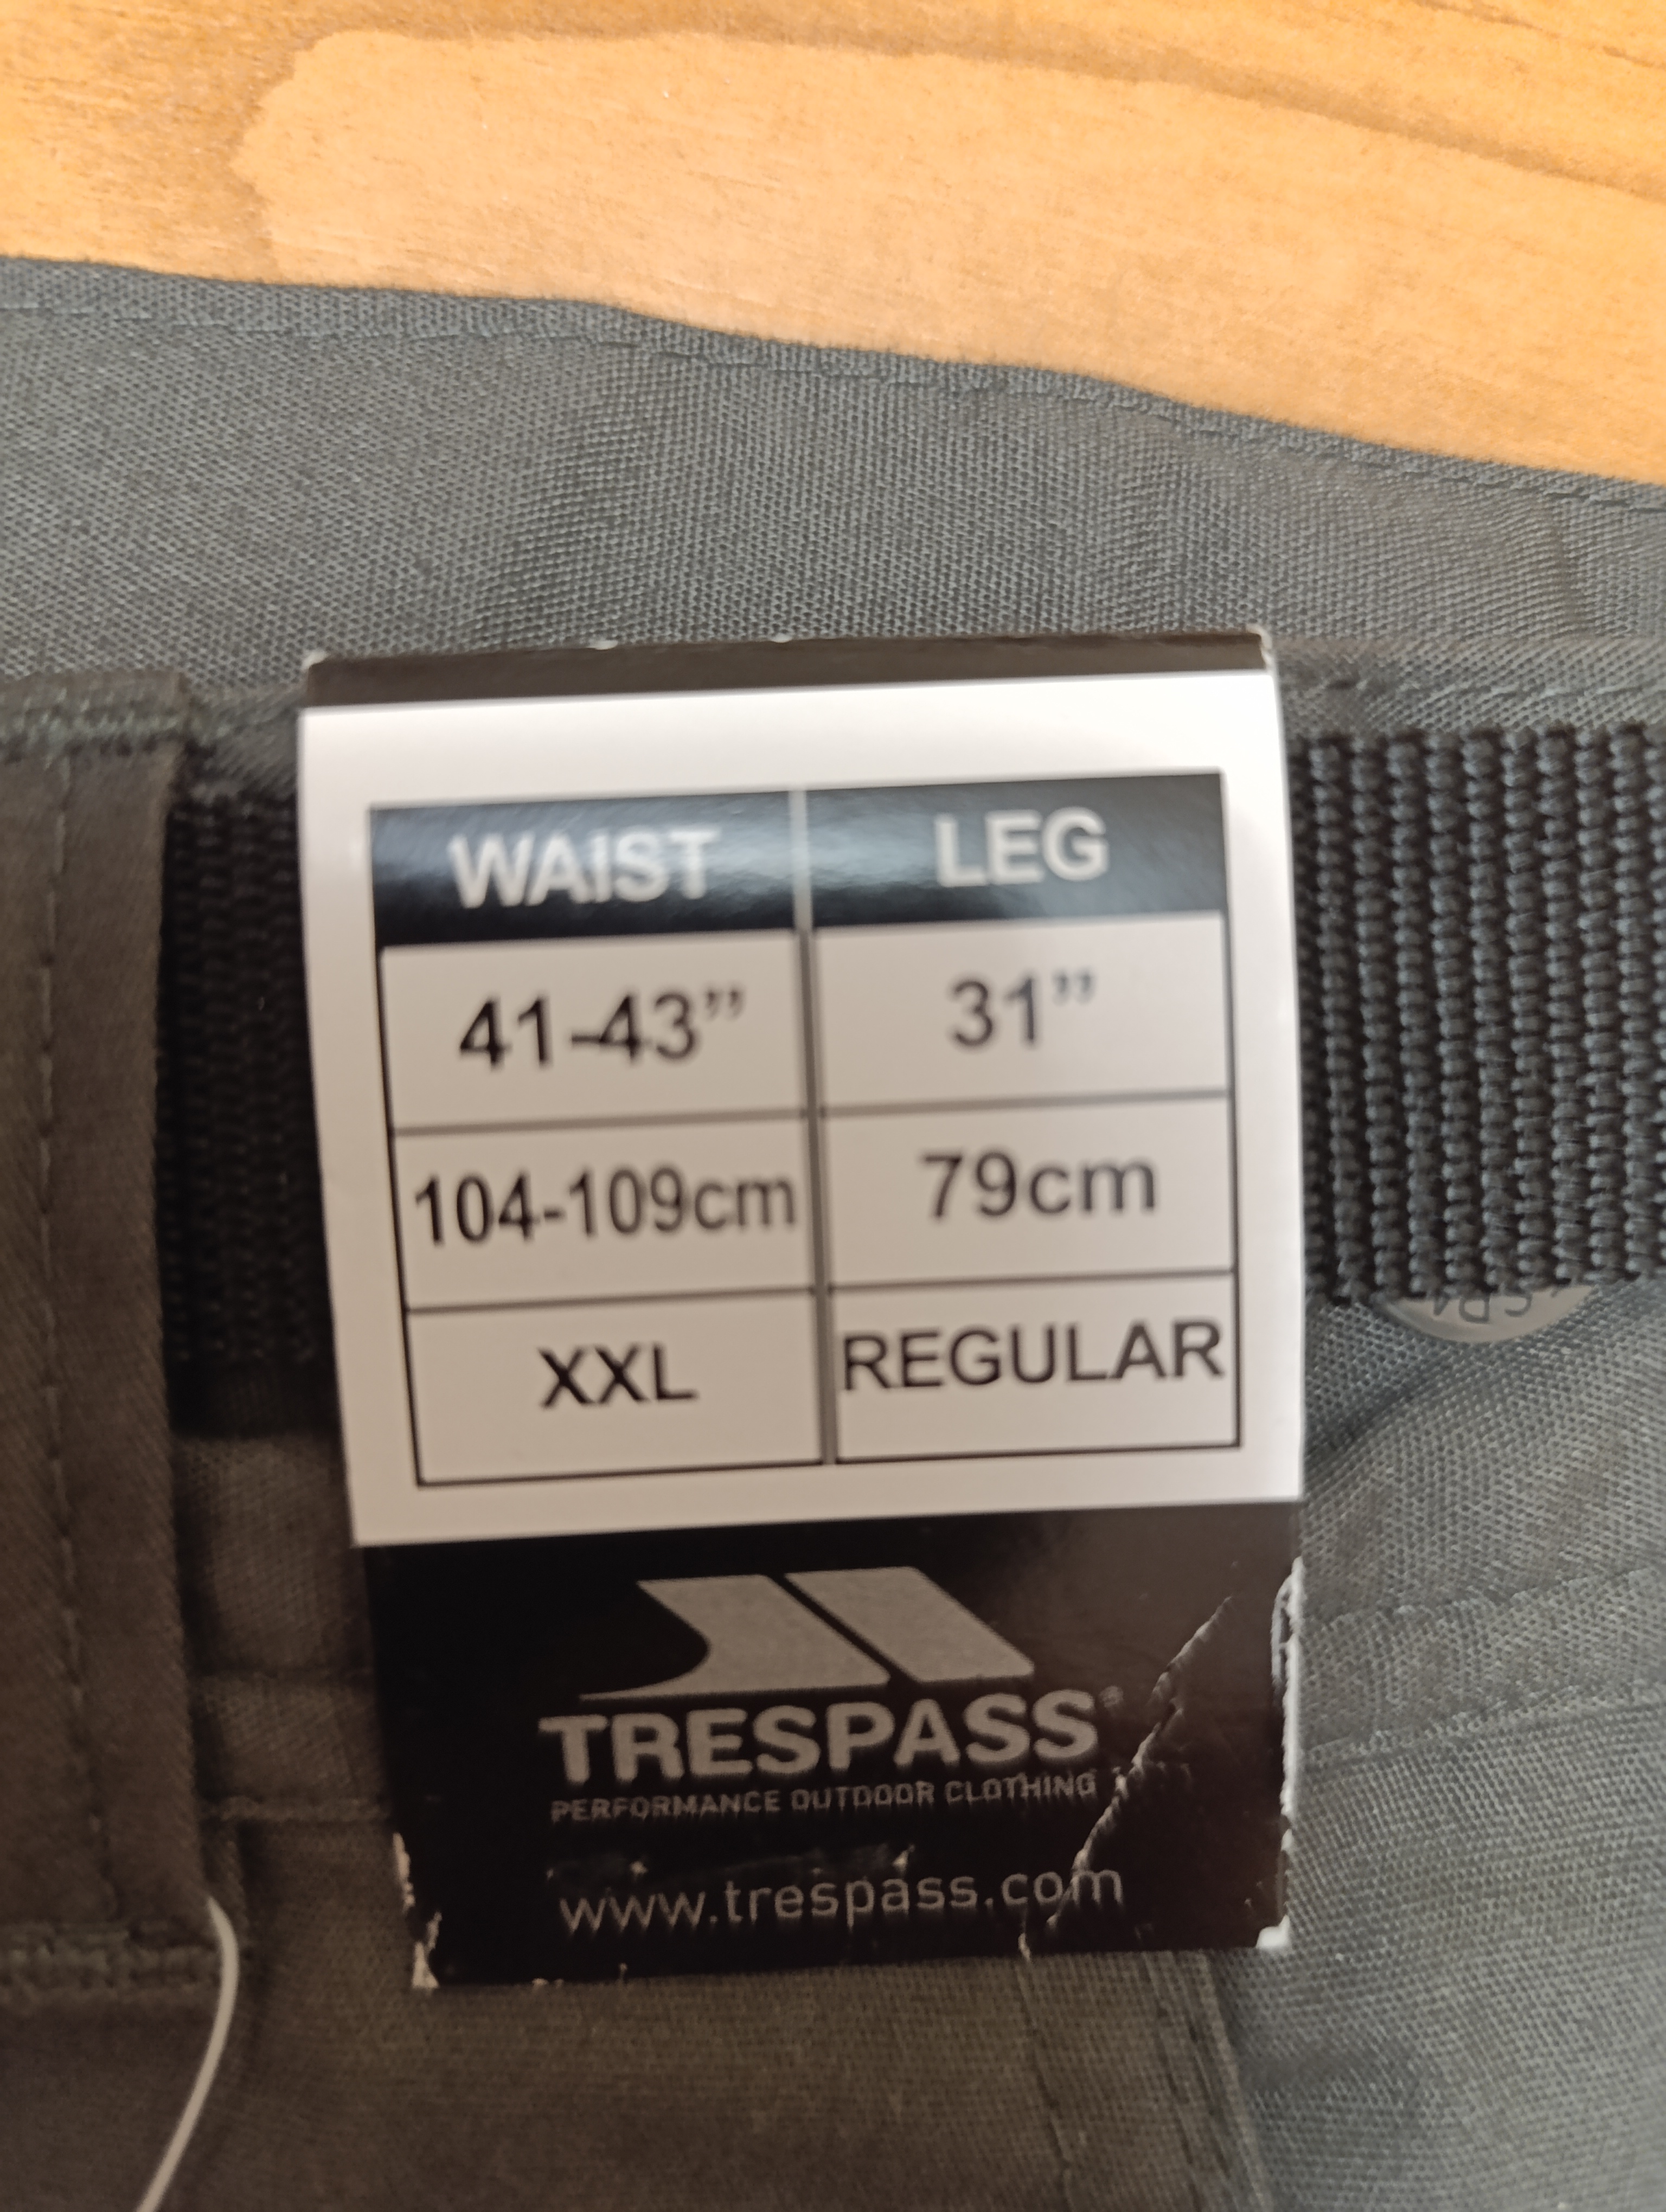 WAIST LEG
41-43” 31”
104-109cm 79cm
XXL REGULAR
TRESPASS®
PERFORMANCE OUTDOOR CLOTHING
www.trespass.com